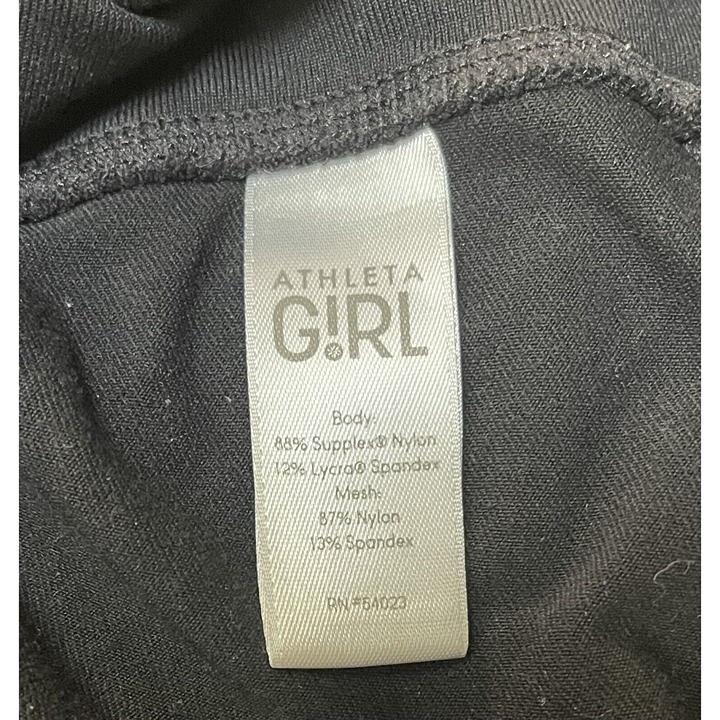 ATHLETA
G!RL
Body:
88% Supplex® Nylon
12% Lycra® Spandex
Mesh:
87% Nylon
13% Spandex
RN#54023